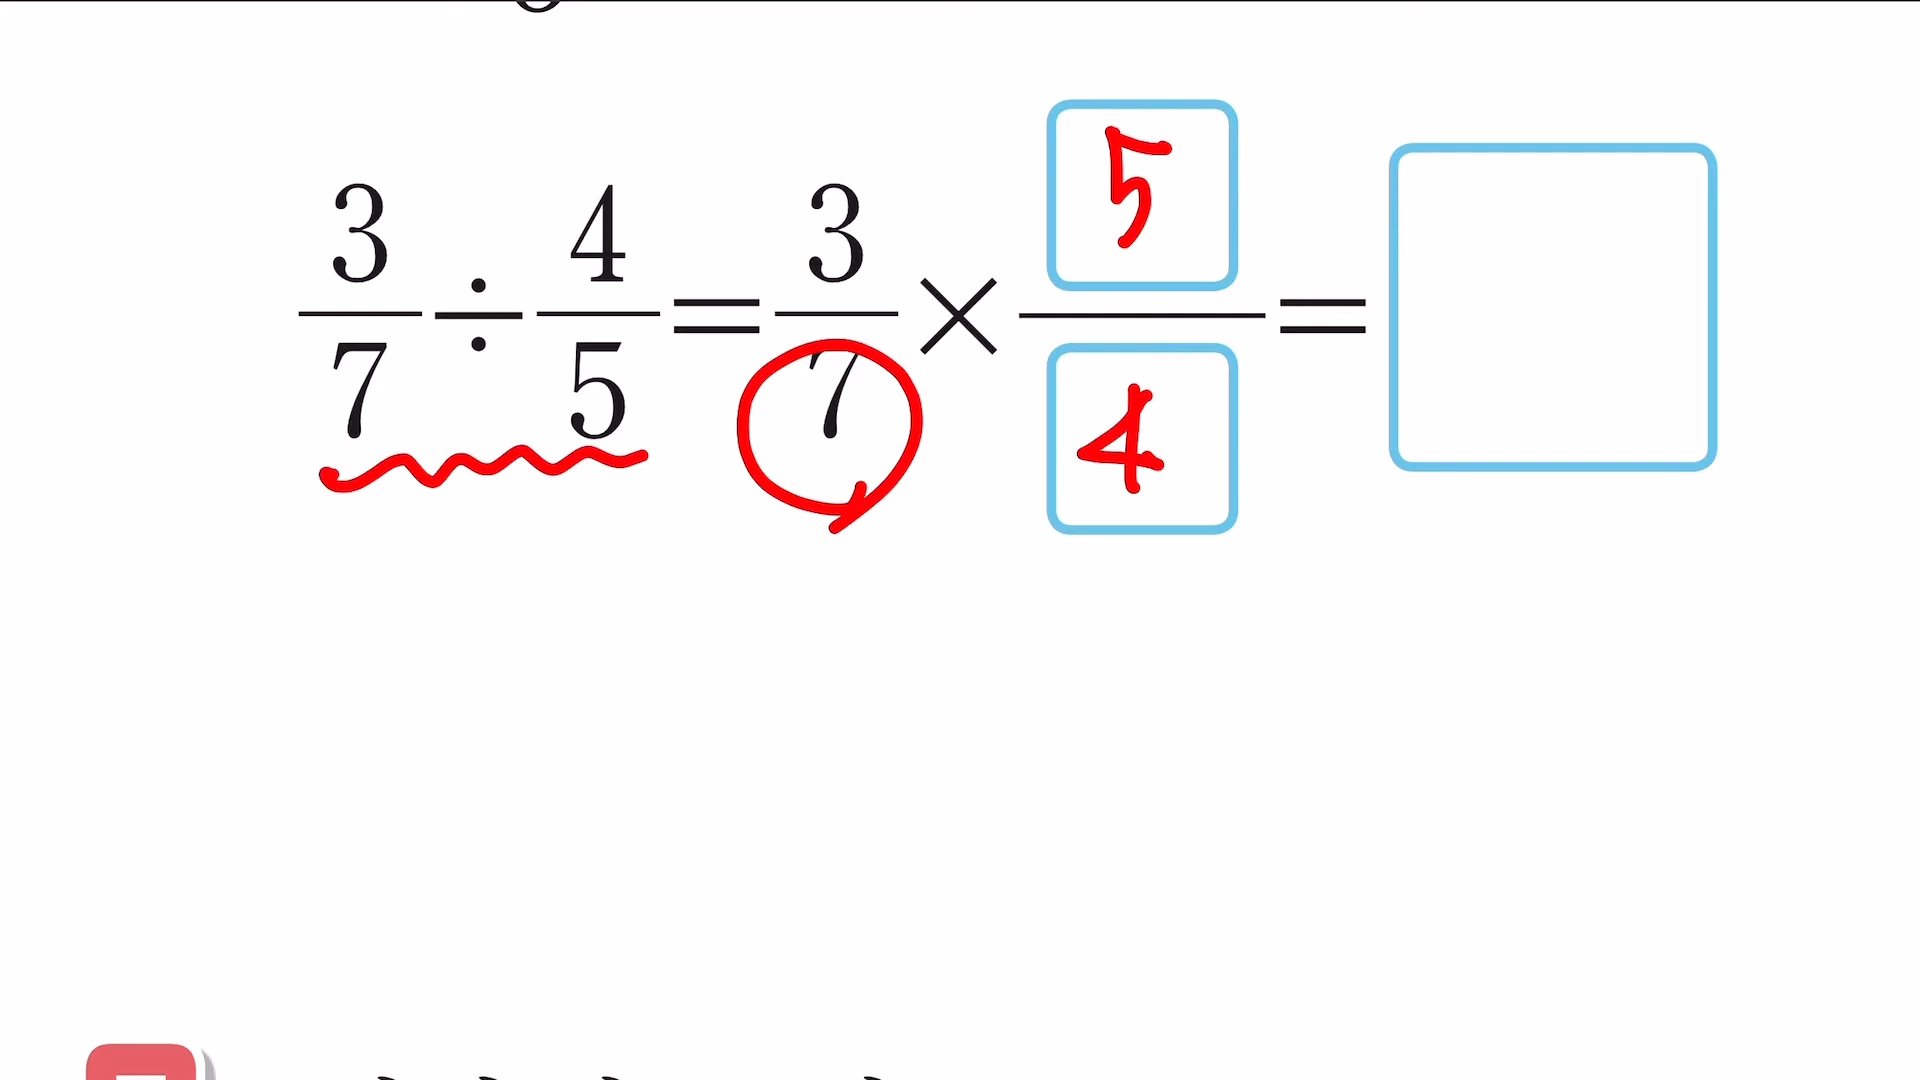 3/7 ÷ 4/5 = 3/7 × 5/4 =